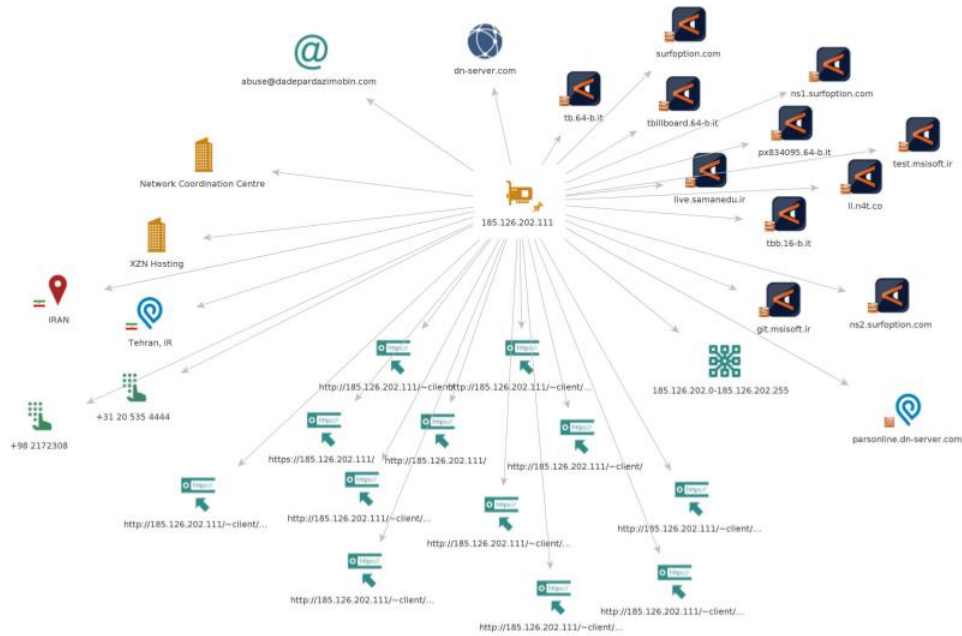 surfoption.com
abuse@dadepardazimobin.com
dn-server.com
ns1.surfoption.com
tb.64-b.it
tbillboard.64-b.it
px834095.64-b.it
test.msisoft.ir
Network Coordination Centre
live.samanedu.ir
ll.n4t.co
185.126.202.111
tbb.16-b.it
XZN Hosting
IRAN
Tehran, IR
git.msisoft.ir
ns2.surfoption.com
http://185.126.202.111/~client/...
http://185.126.202.111/~client/...
185.126.202.0-185.126.202.255
+31 20 535 4444
+98 2172308
parsonline.dn-server.com
https://185.126.202.111/
http://185.126.202.111/
http://185.126.202.111/~client/
http://185.126.202.111/~client/...
http://185.126.202.111/~client/...
http://185.126.202.111/~client/...
http://185.126.202.111/~client/...
http://185.126.202.111/~client/...
http://185.126.202.111/~client/...
http://185.126.202.111/~client/...